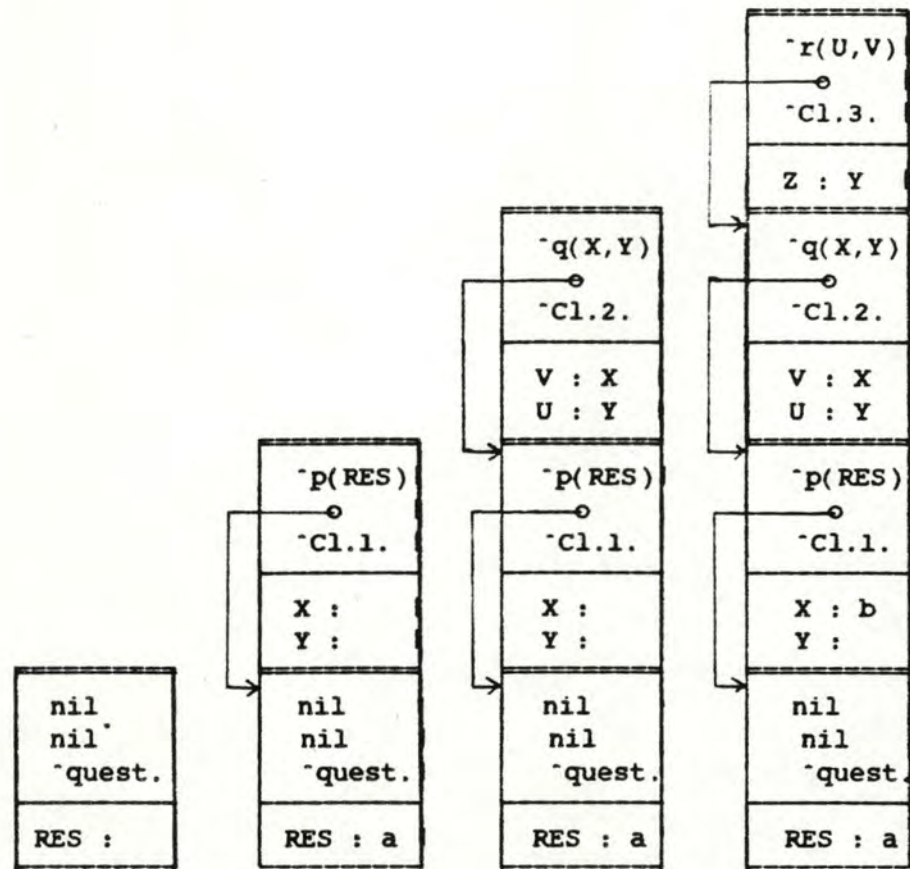 nil
nil
^quest.
RES :
^p(RES)
^Cl.1.
X :
Y :
nil
nil
^quest.
RES : a
^q(X,Y)
^Cl.2.
V : X
U : Y
^p(RES)
^Cl.1.
X :
Y :
nil
nil
^quest.
RES : a
^r(U,V)
^Cl.3.
Z : Y
^q(X,Y)
^Cl.2.
V : X
U : Y
^p(RES)
^Cl.1.
X : b
Y :
nil
nil
^quest.
RES : a